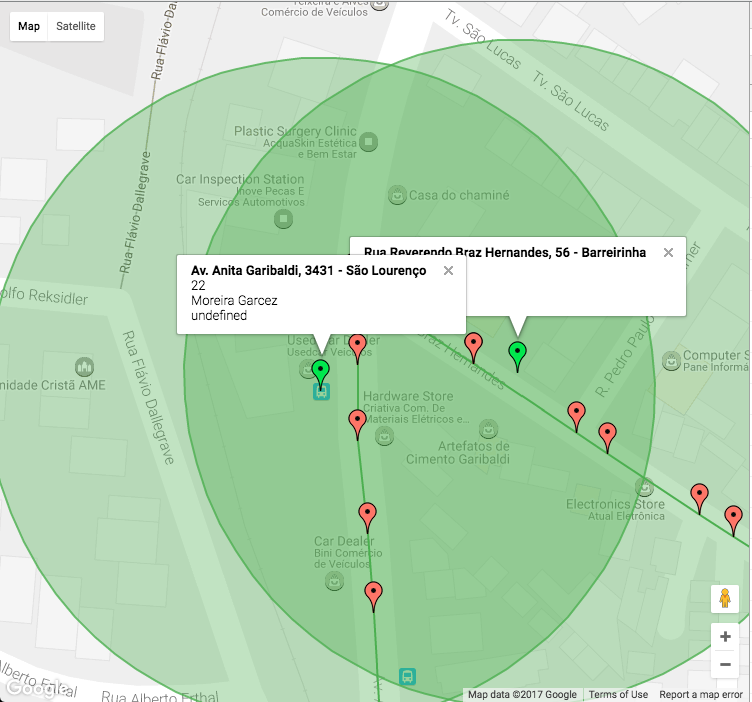 Teixeira e Alves
Comércio de Veículos
Map
Satellite
Rua Flávio Dallegrave
Tv. São Lucas
Tv. São Lucas
Plastic Surgery Clinic
AcquaSkin Estética
e Bem Estar
Car Inspection Station
Inove Pecas E
Servicos Automotivos
Casa do chaminé
Rua Flávio Dallegrave
Rua Reverendo Braz Hernandes, 56 - Barreirinha
Av. Anita Garibaldi, 3431 - São Lourenço
22
Moreira Garcez
undefined
olfo Reksidler
Used Car Dealer
Usedcar Veículos
Braz Hernandes
R. Pedro Paulo
rner
Computer S
Pane Informá
nidade Cristã AME
Rua Flávio Dallegrave
Hardware Store
Criativa Com. De
Materiais Elétricos e...
Artefatos de
Cimento Garibaldi
Electronics Store
Atual Eletrônica
Car Dealer
Bini Comércio
de Veículos
Alberto Erthal
Rua Alberto Erthal
Google
Map data ©2017 Google
Terms of Use
Report a map error